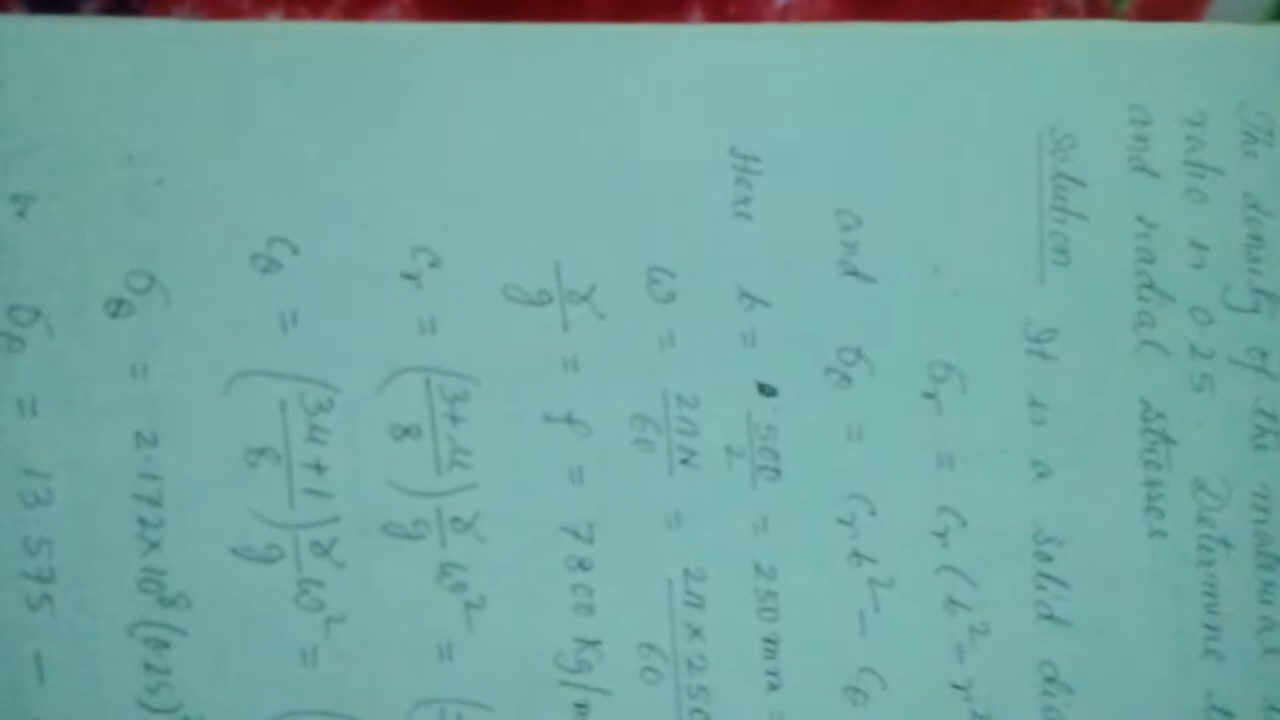 The density of the material
ratio is 0.25. Determine
and radial stresses.
Solution It is a solid
σr = Cr(b² - r²
and σθ = Cr b² - Cθ
Here b = 500/2 = 250 mm =
ω = 2πN/60 = 2π×250/60
γ/g = ρ = 7800 Kg/m
Cr = (3+μ/8) γ/g ω² = (
Cθ = (3μ+1/8) γ/g ω² = (
σθ = 2.172×10⁸ (0.25)
σθ = 13.575 -